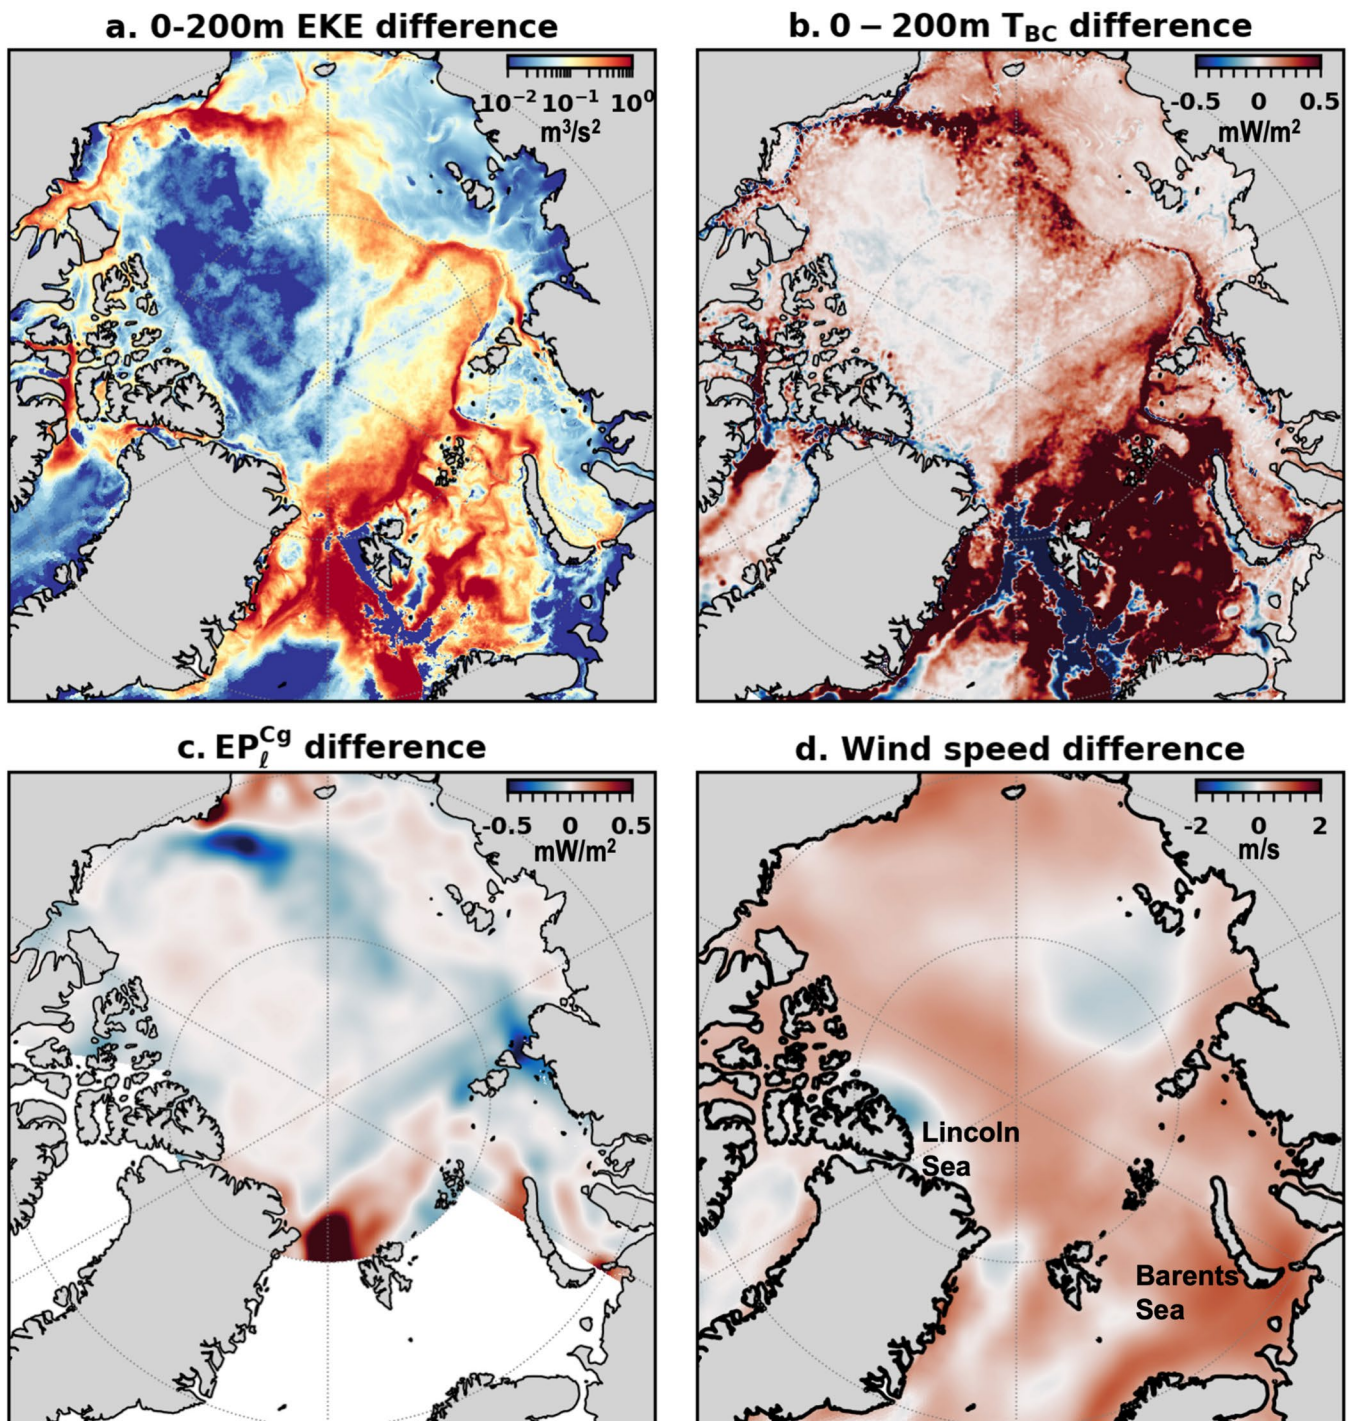 a. 0-200m EKE difference
10⁻² 10⁻¹ 10⁰
m³/s²
b. 0 – 200m T_BC difference
-0.5 0 0.5
mW/m²
c. EP_ℓ^Cg difference
-0.5 0 0.5
mW/m²
d. Wind speed difference
-2 0 2
m/s
Lincoln
Sea
Barents
Sea